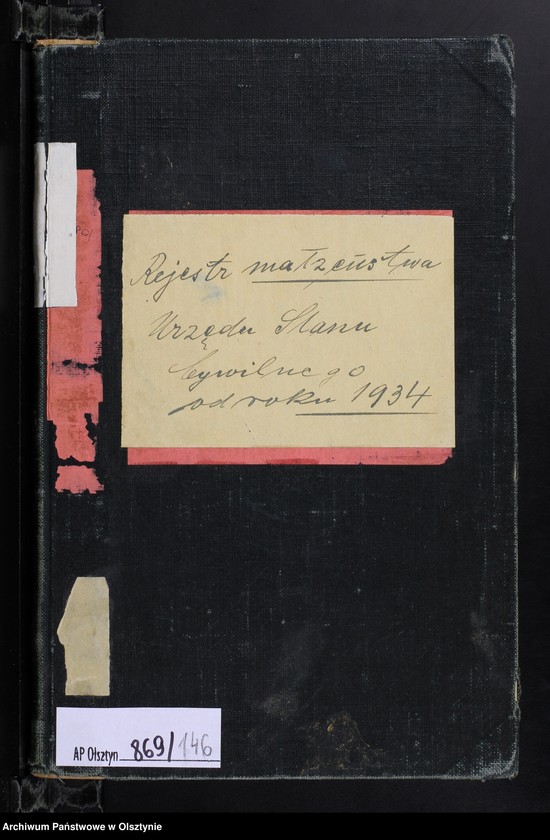 Rejestr małżeństwa
Urzędu Stanu
Cywilnego
od roku 1934
AP Olsztyn 869/146
Archiwum Państwowe w Olsztynie